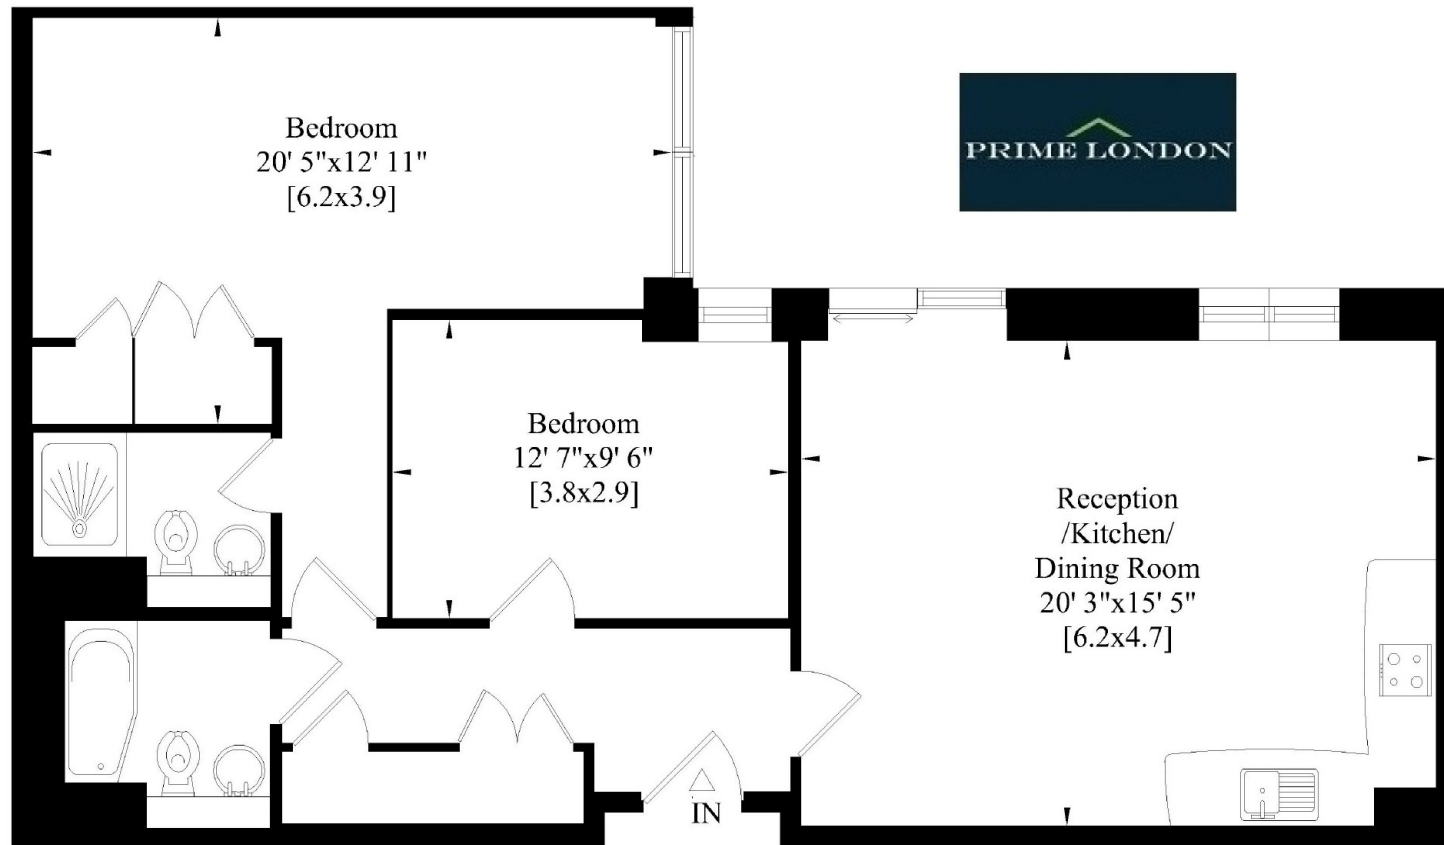 Bedroom
20' 5"x12' 11"
[6.2x3.9]
PRIME LONDON
Bedroom
12' 7"x9' 6"
[3.8x2.9]
Reception
/Kitchen/
Dining Room
20' 3"x15' 5"
[6.2x4.7]
IN